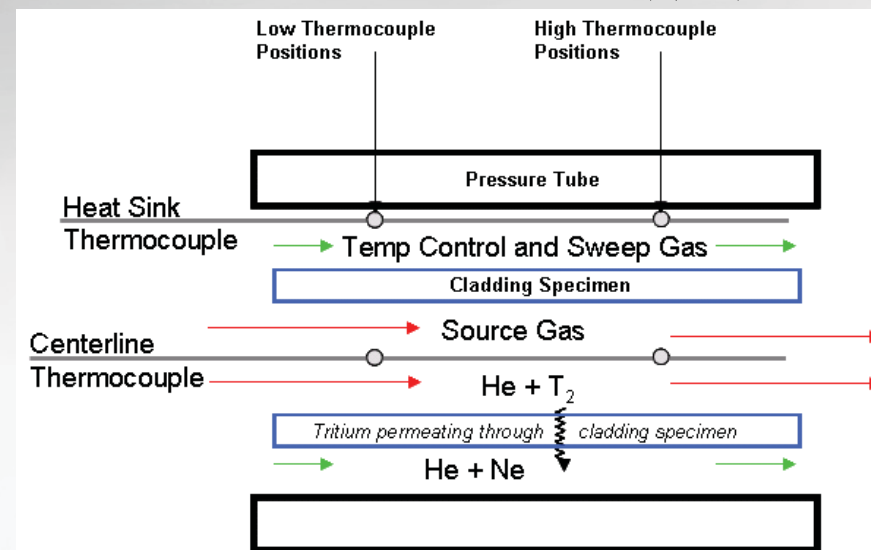 Low Thermocouple
Positions
High Thermocouple
Positions
Pressure Tube
Heat Sink
Thermocouple
Temp Control and Sweep Gas
Cladding Specimen
Source Gas
Centerline
Thermocouple
He + T2
Tritium permeating through cladding specimen
He + Ne